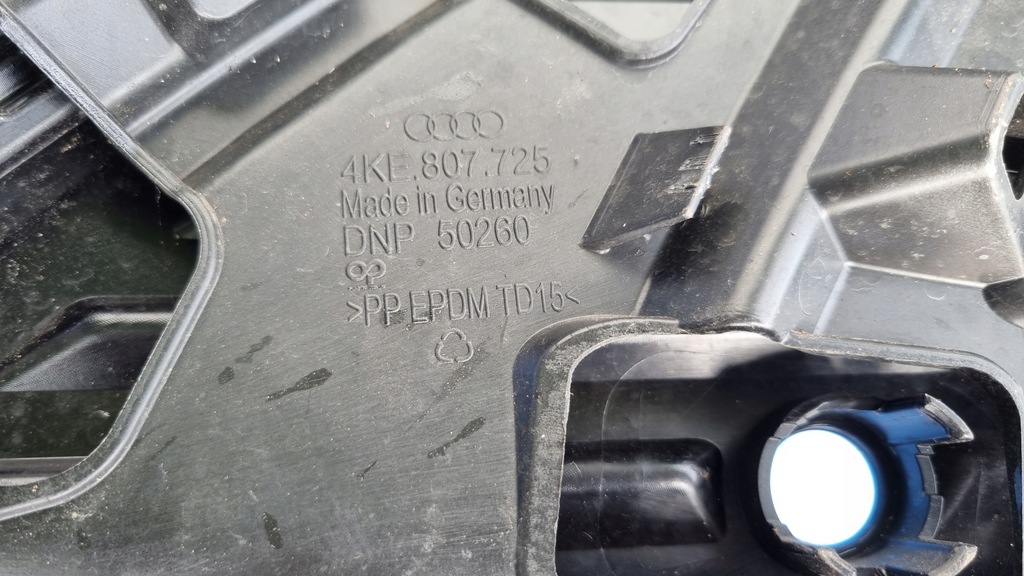 4KE.807.725
Made in Germany
DNP 50260
>PP EPDM TD15<